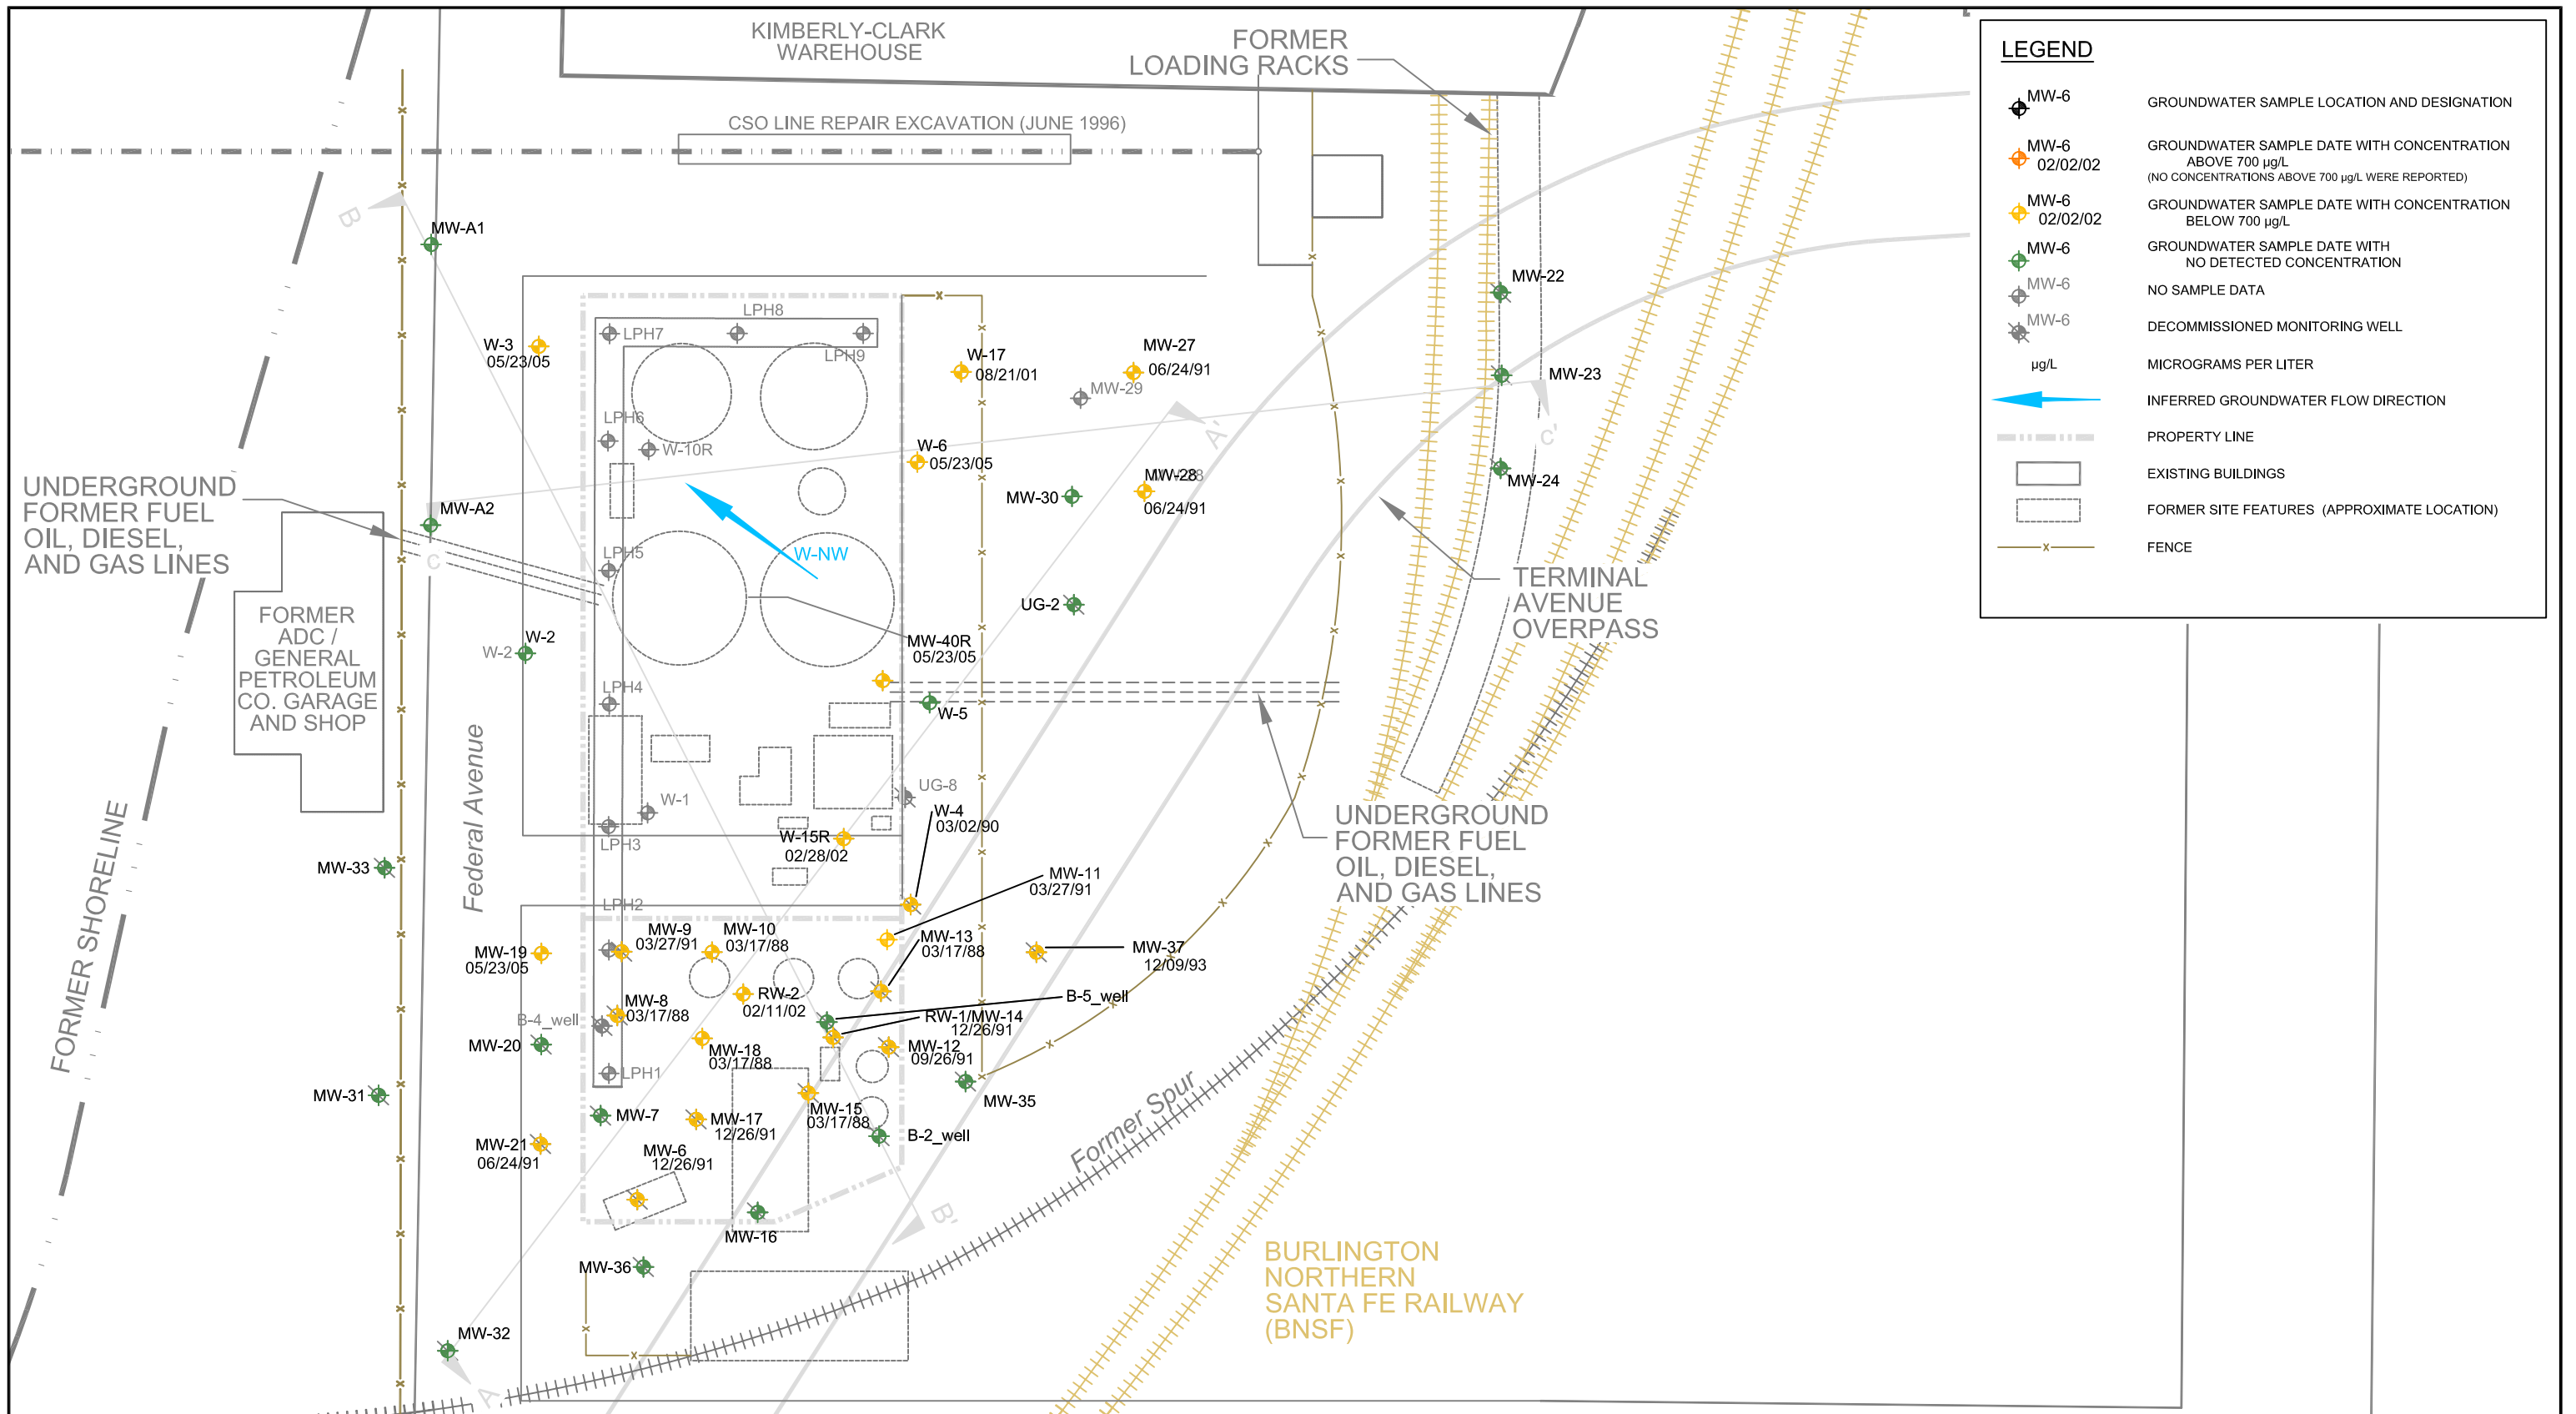 KIMBERLY-CLARK
WAREHOUSE
FORMER
LOADING RACKS
CSO LINE REPAIR EXCAVATION (JUNE 1996)
B
MW-A1
MW-22
LPH7
LPH8
LPH9
W-3
05/23/05
W-17
08/21/01
MW-27
06/24/91
MW-29
MW-23
LPH6
W-10R
A'
C'
W-6
05/23/05
MW-30
MW-28
06/24/91
MW-24
UNDERGROUND
FORMER FUEL
OIL, DIESEL,
AND GAS LINES
MW-A2
C
LPH5
W-NW
UG-2
TERMINAL
AVENUE
OVERPASS
FORMER
ADC /
GENERAL
PETROLEUM
CO. GARAGE
AND SHOP
W-2
W-2
MW-40R
05/23/05
LPH4
W-5
Federal Avenue
W-1
UG-8
W-4
03/02/90
LPH3
W-15R
02/28/02
UNDERGROUND
FORMER FUEL
OIL, DIESEL,
AND GAS LINES
FORMER SHORELINE
MW-33
MW-11
03/27/91
LPH2
MW-9
03/27/91
MW-10
03/17/88
MW-13
03/17/88
MW-37
12/09/93
MW-19
05/23/05
RW-2
02/11/02
B-5_well
MW-8
03/17/88
B-4_well
RW-1/MW-14
12/26/91
MW-20
MW-18
03/17/88
MW-12
09/26/91
LPH1
MW-31
MW-35
MW-7
MW-17
12/26/91
MW-15
03/17/88
B-2_well
Former Spur
MW-21
06/24/91
MW-6
12/26/91
B'
MW-16
MW-36
BURLINGTON
NORTHERN
SANTA FE RAILWAY
(BNSF)
MW-32
A
LEGEND
MW-6
GROUNDWATER SAMPLE LOCATION AND DESIGNATION
MW-6
02/02/02
GROUNDWATER SAMPLE DATE WITH CONCENTRATION
ABOVE 700 µg/L
(NO CONCENTRATIONS ABOVE 700 µg/L WERE REPORTED)
MW-6
02/02/02
GROUNDWATER SAMPLE DATE WITH CONCENTRATION
BELOW 700 µg/L
MW-6
GROUNDWATER SAMPLE DATE WITH
NO DETECTED CONCENTRATION
MW-6
NO SAMPLE DATA
MW-6
DECOMMISSIONED MONITORING WELL
µg/L
MICROGRAMS PER LITER
INFERRED GROUNDWATER FLOW DIRECTION
PROPERTY LINE
EXISTING BUILDINGS
FORMER SITE FEATURES (APPROXIMATE LOCATION)
FENCE